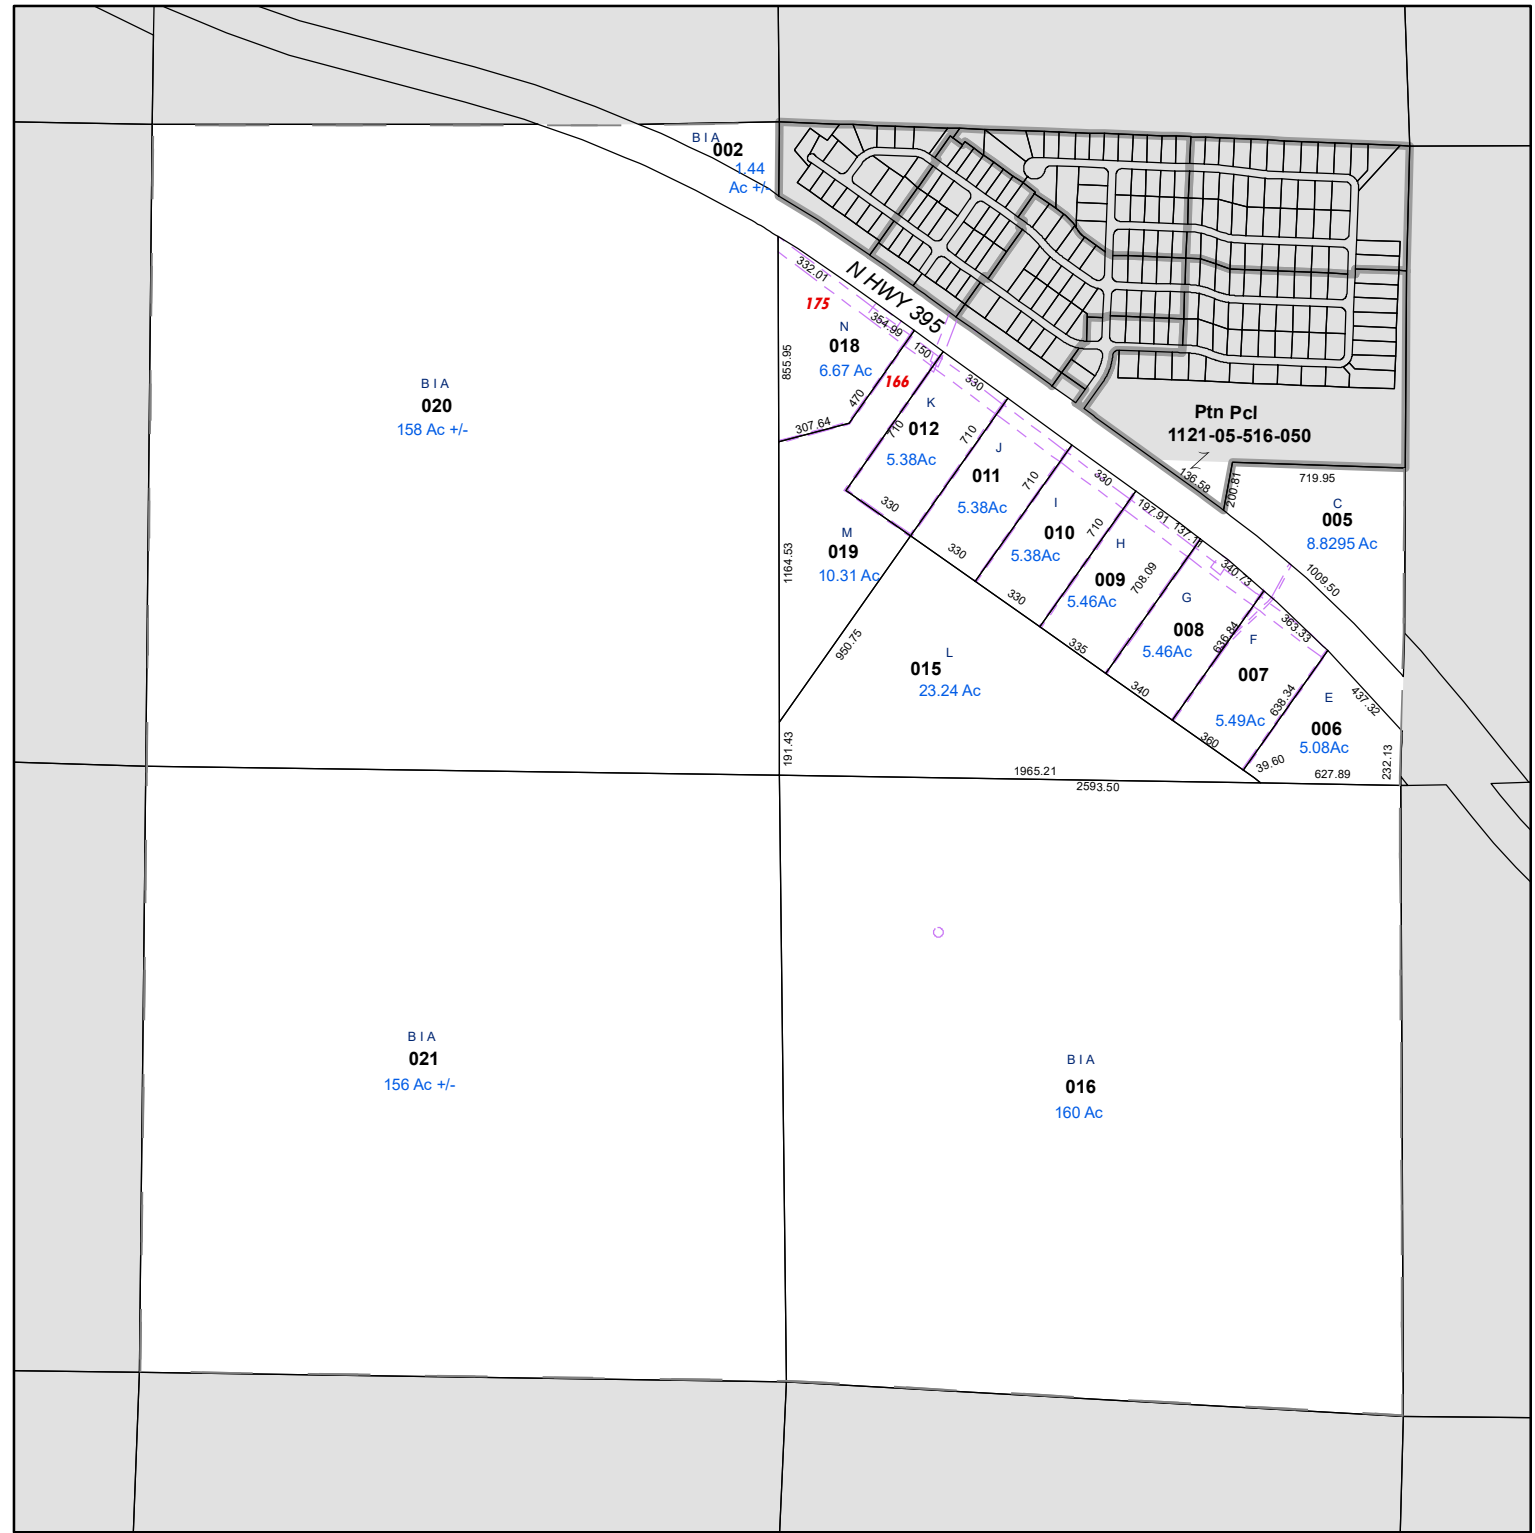 B I A
002
1.44
Ac +/-
332.01
N HWY 395
175
354.99
N
018
6.67 Ac
855.95
150
166
470
307.64
330
K
012
5.38Ac
710
710
330
J
011
5.38Ac
710
330
I
010
5.38Ac
710
330
197.91
137.11
H
009
5.46Ac
708.09
335
340.73
G
008
5.46Ac
636.84
340
363.33
F
007
5.49Ac
638.34
360
437.32
E
006
5.08Ac
39.60
627.89
232.13
Ptn Pcl
1121-05-516-050
136.58
200.81
719.95
C
005
8.8295 Ac
1009.50
B I A
020
158 Ac +/-
M
019
10.31 Ac
1164.53
950.75
330
L
015
23.24 Ac
191.43
1965.21
2593.50
B I A
021
156 Ac +/-
B I A
016
160 Ac